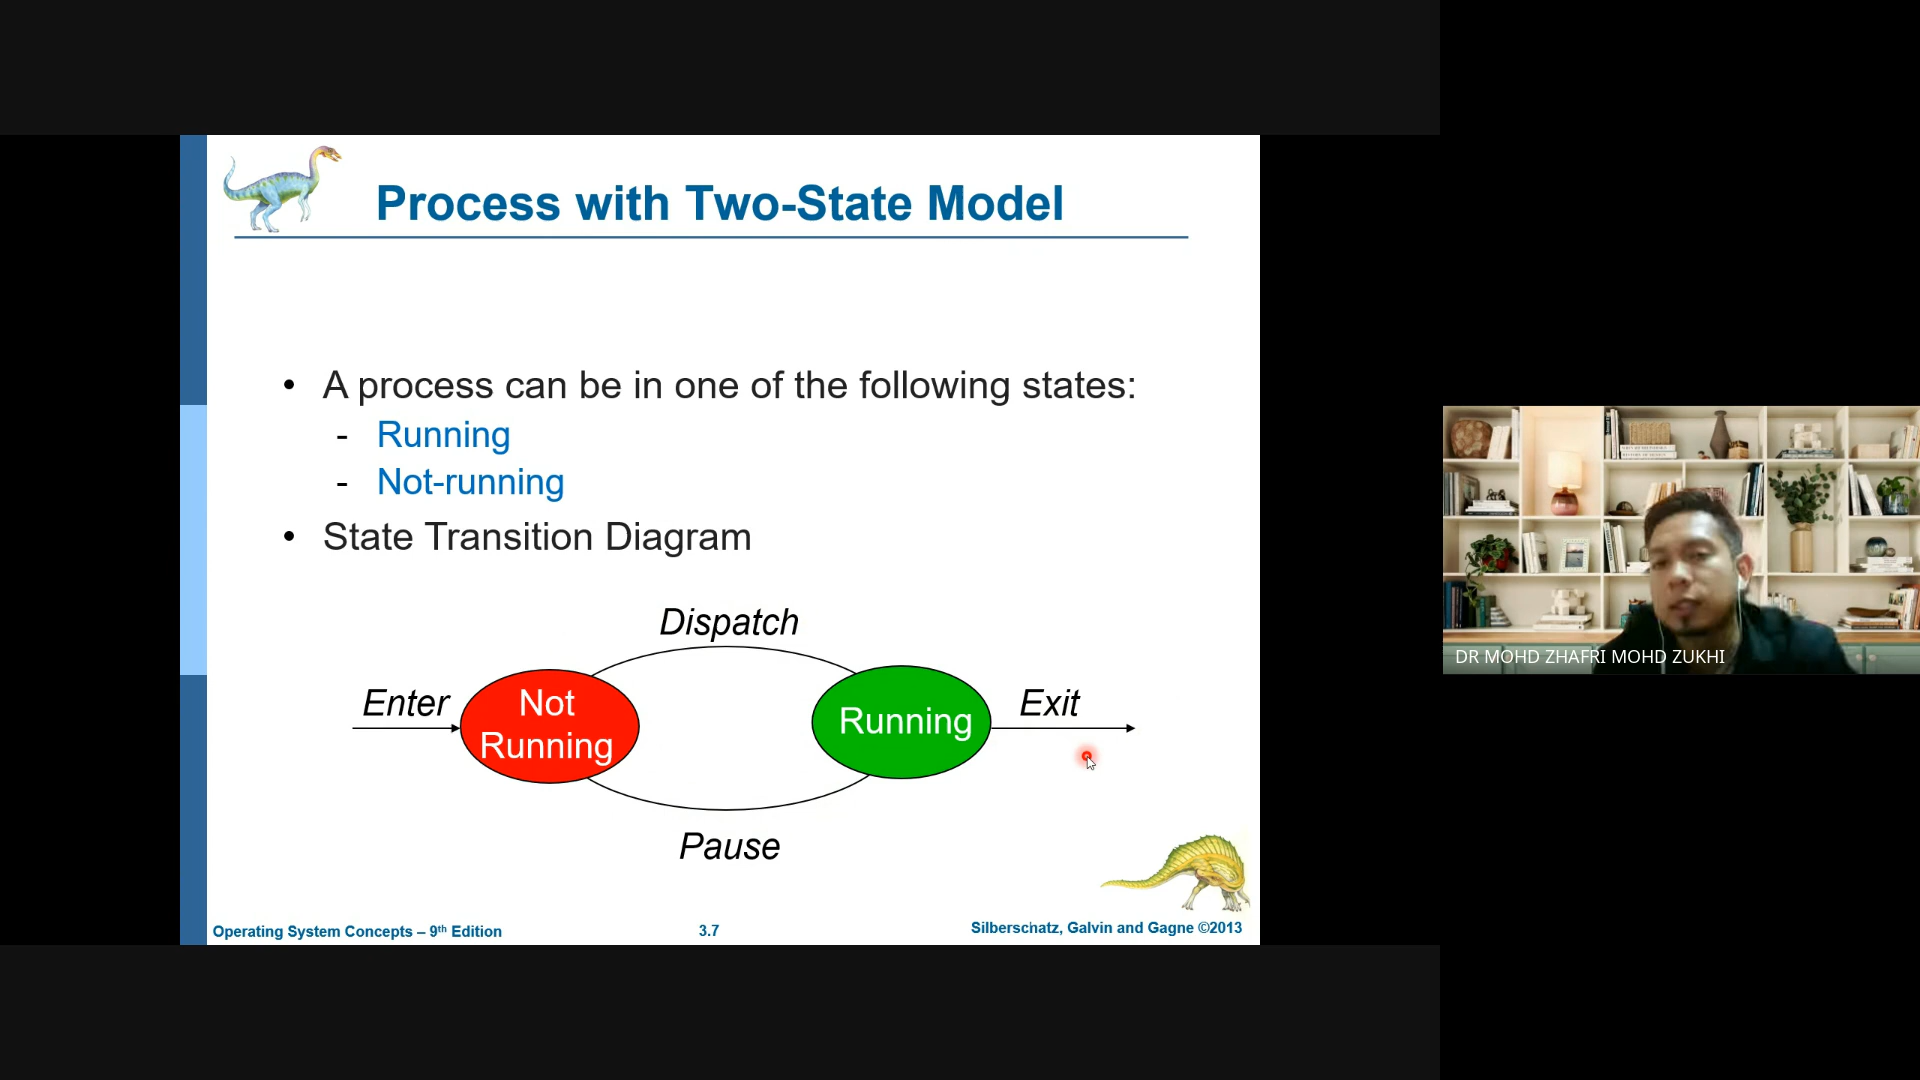 Process with Two-State Model
• A process can be in one of the following states:
- Running
- Not-running
• State Transition Diagram
Dispatch
Enter
Not
Running
Running
Exit
Pause
Operating System Concepts – 9th Edition
3.7
Silberschatz, Galvin and Gagne ©2013
DR MOHD ZHAFRI MOHD ZUKHI